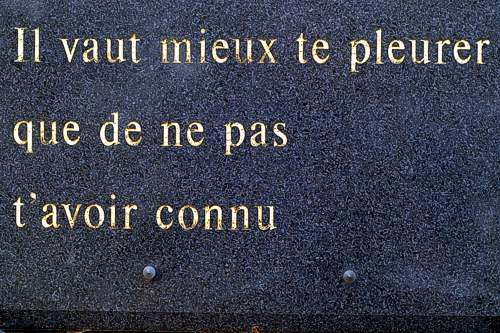 Il vaut mieux te pleurer
que de ne pas
t'avoir connu